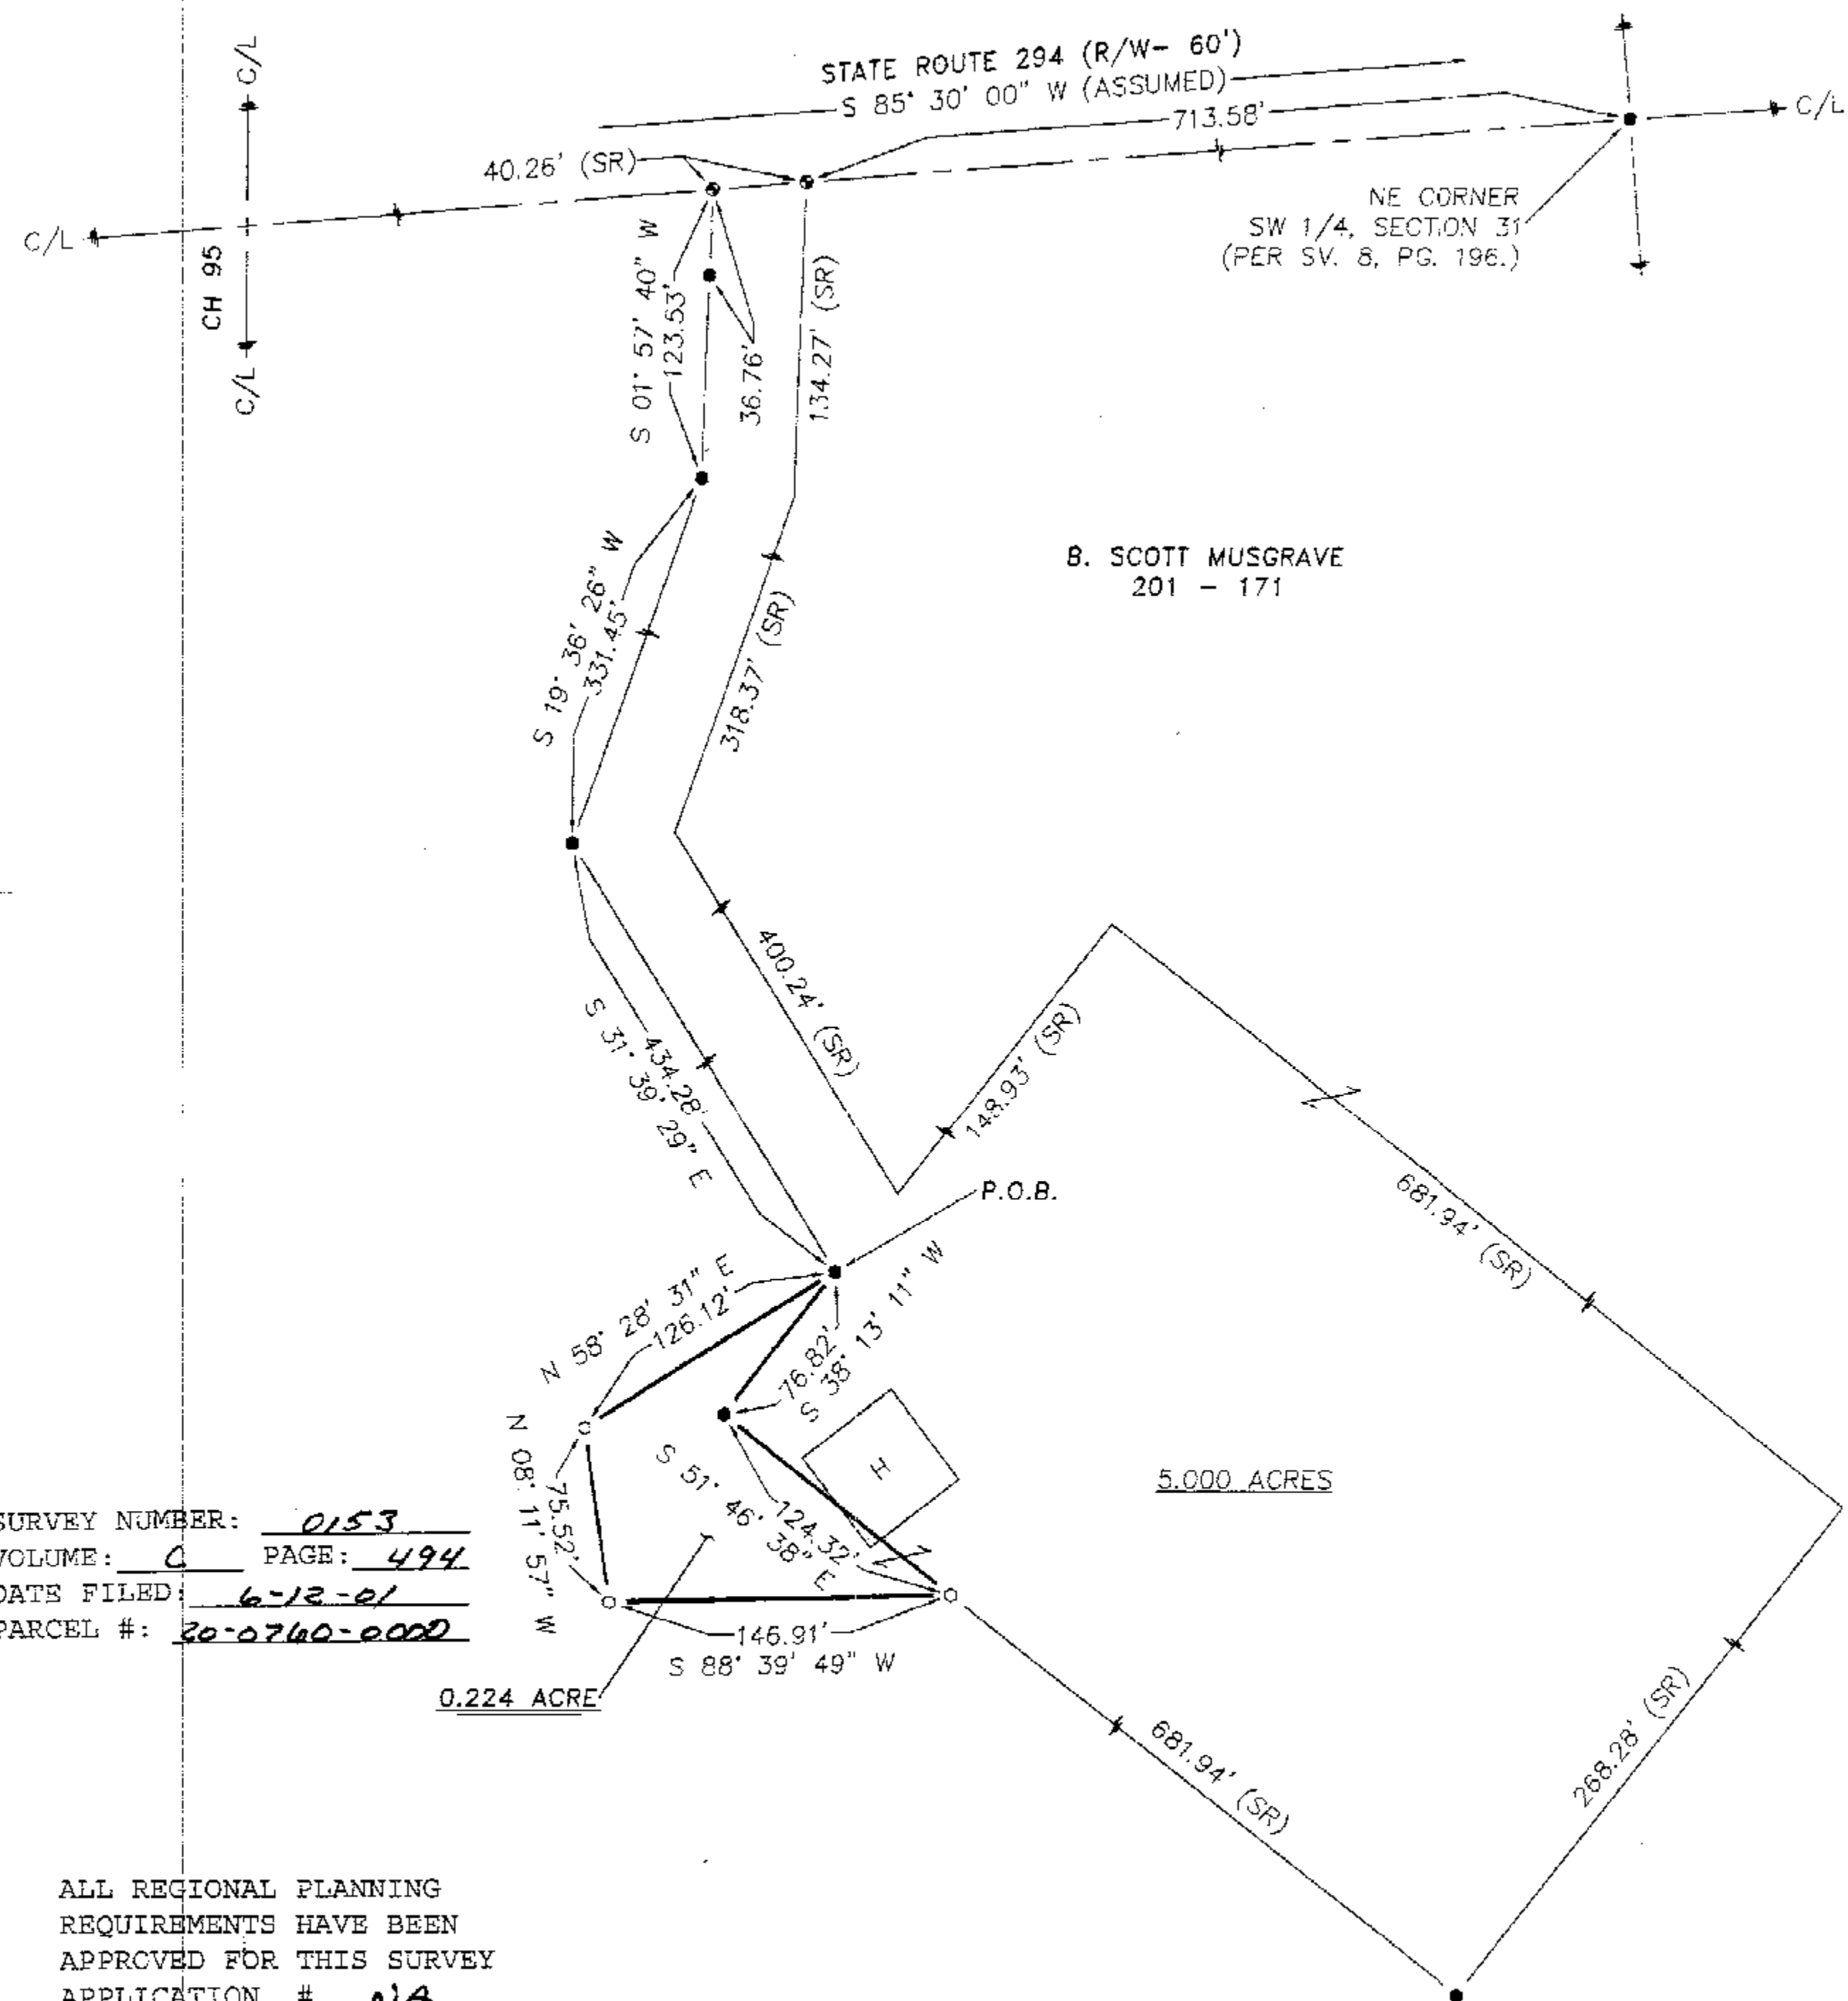 STATE ROUTE 294 (R/W- 60')
S 85° 30' 00" W (ASSUMED)
713.58'
C/L
C/L
40.26' (SR)
NE CORNER
SW 1/4, SECTION 31
(PER SV. 8, PG. 196.)
C/L
CH 95
C/L
S 01° 57' 40" W
123.53'
36.76'
134.27' (SR)
B. SCOTT MUSGRAVE
201 - 171
S 19° 36' 26" W
331.45'
318.37' (SR)
400.24' (SR)
434.28'
S 31° 39' 29" E
148.93' (SR)
681.94' (SR)
P.O.B.
N 58° 28' 31" E
126.12'
76.82'
S 38° 13' 11" W
H
5.000 ACRES
N 08° 11' 57" W
75.52'
S 51° 46' 38" E
124.32'
146.91'
S 88° 39' 49" W
0.224 ACRE
681.94' (SR)
268.28' (SR)
SURVEY NUMBER: 0153
VOLUME: C PAGE: 494
DATE FILED: 6-12-01
PARCEL #: 20-0760-0000
ALL REGIONAL PLANNING
REQUIREMENTS HAVE BEEN
APPROVED FOR THIS SURVEY
APPLICATION # N/A